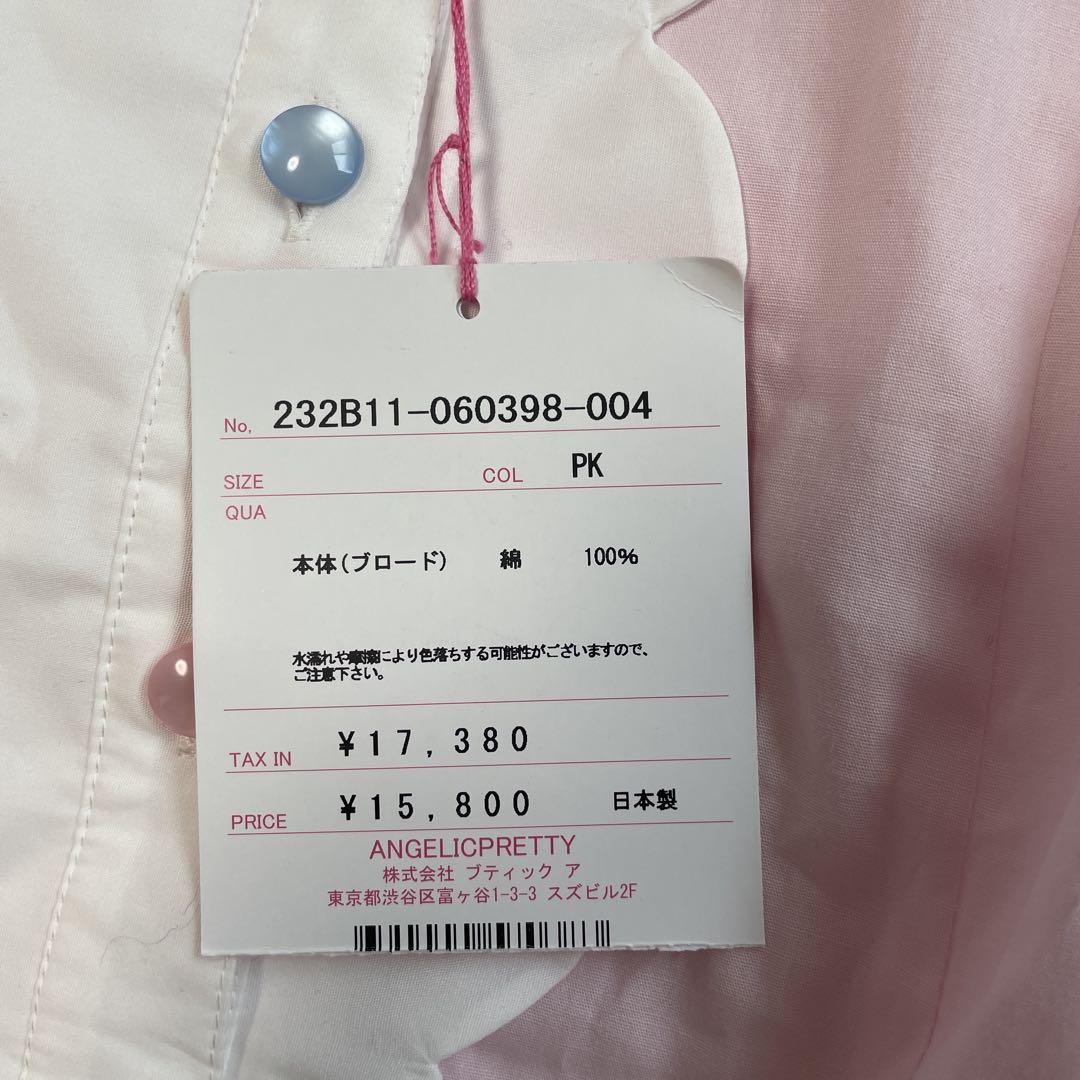 No. 232B11-060398-004
SIZE COL PK
QUA
本体(ブロード) 綿 100%
水濡れや摩擦により色落ちする可能性がございますので、
ご注意下さい。
TAX IN ¥17,380
PRICE ¥15,800 日本製
ANGELICPRETTY
株式会社 ブティック ア
東京都渋谷区富ヶ谷1-3-3 スズビル2F